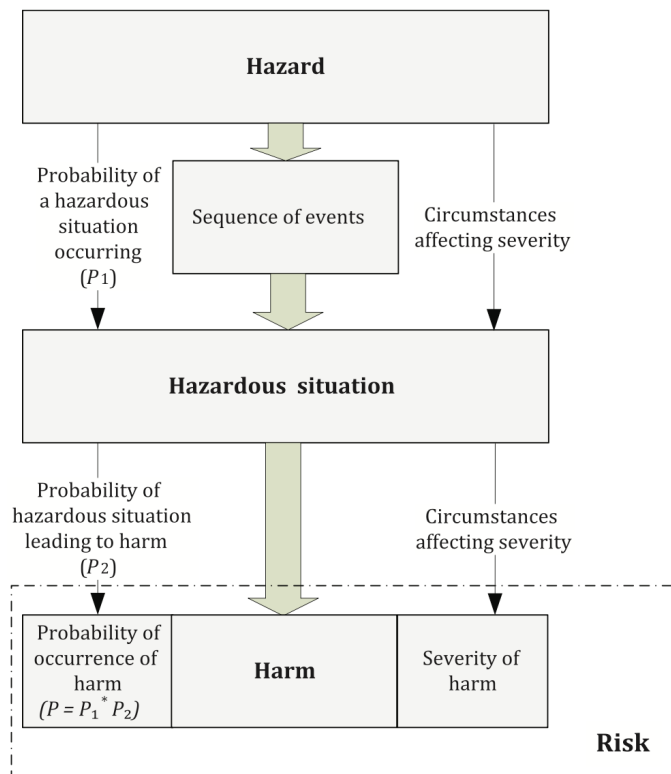 Hazard
Probability of
a hazardous
situation
occurring
(P1)
Sequence of events
Circumstances
affecting severity
Hazardous situation
Probability of
hazardous situation
leading to harm
(P2)
Circumstances
affecting severity
Probability of
occurrence of
harm
(P = P1* P2)
Harm
Severity of
harm
Risk